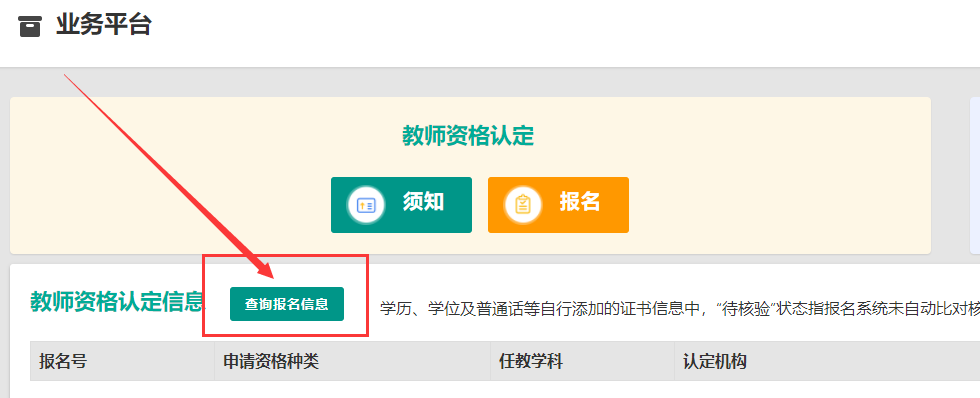 业务平台
教师资格认定
须知
报名
教师资格认定信息
查询报名信息
学历、学位及普通话等自行添加的证书信息中，“待核验”状态指报名系统未自动比对核
报名号
申请资格种类
任教学科
认定机构